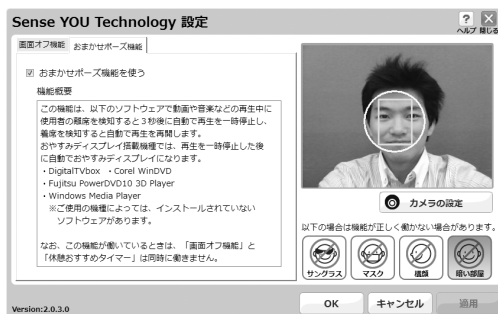 Sense YOU Technology 設定
ヘルプ 閉じる
画面オフ機能 おまかせポーズ機能
おまかせポーズ機能を使う
機能概要
この機能は、以下のソフトウェアで動画や音楽などの再生中に
使用者の離席を検知すると3秒後に自動で再生を一時停止し、
着席を検知すると自動で再生を再開します。
おやすみディスプレイ搭載機種では、再生を一時停止した後
に自動でおやすみディスプレイになります。
・DigitalTVbox ・Corel WinDVD
・Fujitsu PowerDVD10 3D Player
・Windows Media Player
※ご使用の機種によっては、インストールされていない
ソフトウェアがあります。
なお、この機能が働いているときは、「画面オフ機能」と
「休憩おすすめタイマー」は同時に働きません。
カメラの設定
以下の場合は機能が正しく働かない場合があります。
サングラス マスク 横顔 暗い部屋
Version:2.0.3.0
OK キャンセル 適用